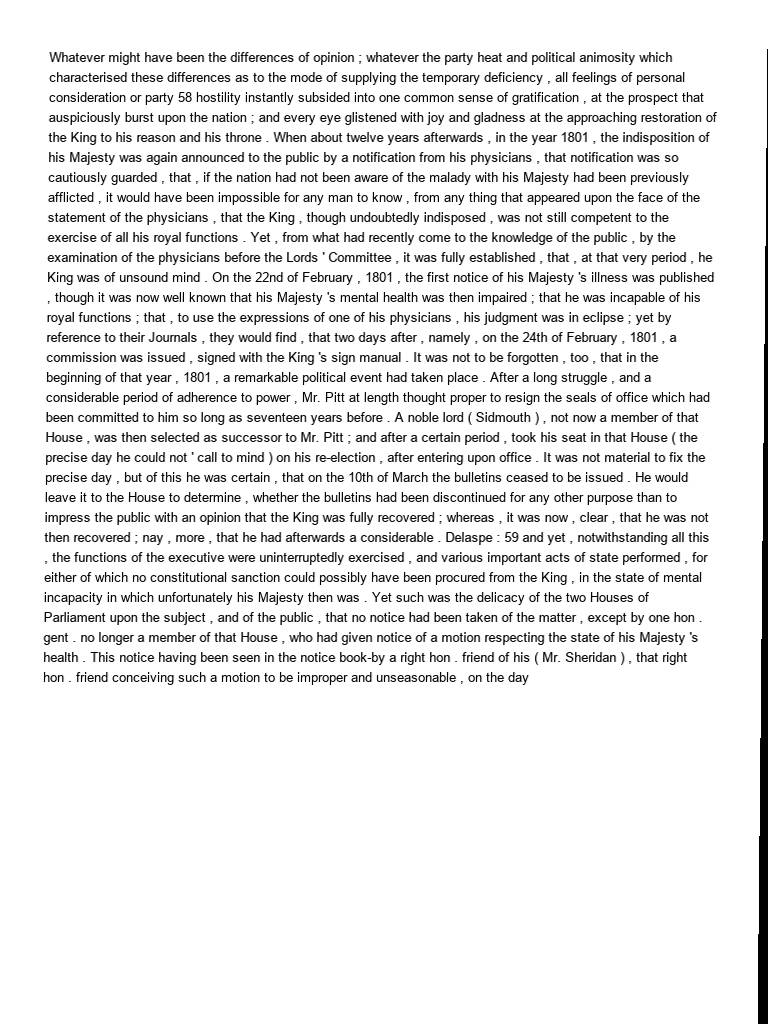 Whatever might have been the differences of opinion ; whatever the party heat and political animosity which
characterised these differences as to the mode of supplying the temporary deficiency , all feelings of personal
consideration or party 58 hostility instantly subsided into one common sense of gratification , at the prospect that
auspiciously burst upon the nation ; and every eye glistened with joy and gladness at the approaching restoration of
the King to his reason and his throne . When about twelve years afterwards , in the year 1801 , the indisposition of
his Majesty was again announced to the public by a notification from his physicians , that notification was so
cautiously guarded , that , if the nation had not been aware of the malady with his Majesty had been previously
afflicted , it would have been impossible for any man to know , from any thing that appeared upon the face of the
statement of the physicians , that the King , though undoubtedly indisposed , was not still competent to the
exercise of all his royal functions . Yet , from what had recently come to the knowledge of the public , by the
examination of the physicians before the Lords ' Committee , it was fully established , that , at that very period , he
King was of unsound mind . On the 22nd of February , 1801 , the first notice of his Majesty 's illness was published
, though it was now well known that his Majesty 's mental health was then impaired ; that he was incapable of his
royal functions ; that , to use the expressions of one of his physicians , his judgment was in eclipse ; yet by
reference to their Journals , they would find , that two days after , namely , on the 24th of February , 1801 , a
commission was issued , signed with the King 's sign manual . It was not to be forgotten , too , that in the
beginning of that year , 1801 , a remarkable political event had taken place . After a long struggle , and a
considerable period of adherence to power , Mr. Pitt at length thought proper to resign the seals of office which had
been committed to him so long as seventeen years before . A noble lord ( Sidmouth ) , not now a member of that
House , was then selected as successor to Mr. Pitt ; and after a certain period , took his seat in that House ( the
precise day he could not ' call to mind ) on his re-election , after entering upon office . It was not material to fix the
precise day , but of this he was certain , that on the 10th of March the bulletins ceased to be issued . He would
leave it to the House to determine , whether the bulletins had been discontinued for any other purpose than to
impress the public with an opinion that the King was fully recovered ; whereas , it was now , clear , that he was not
then recovered ; nay , more , that he had afterwards a considerable . Delaspe : 59 and yet , notwithstanding all this
, the functions of the executive were uninterruptedly exercised , and various important acts of state performed , for
either of which no constitutional sanction could possibly have been procured from the King , in the state of mental
incapacity in which unfortunately his Majesty then was . Yet such was the delicacy of the two Houses of
Parliament upon the subject , and of the public , that no notice had been taken of the matter , except by one hon .
gent . no longer a member of that House , who had given notice of a motion respecting the state of his Majesty 's
health . This notice having been seen in the notice book-by a right hon . friend of his ( Mr. Sheridan ) , that right
hon . friend conceiving such a motion to be improper and unseasonable , on the day